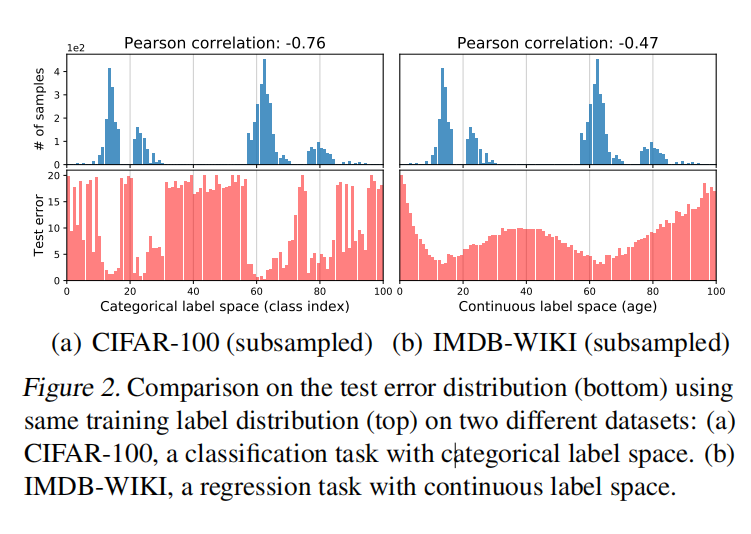 Pearson correlation: -0.76
Pearson correlation: -0.47
1e2
4
3
2
1
0
# of samples
20
15
10
5
0
Test error
0 20 40 60 80 100
0 20 40 60 80 100
Categorical label space (class index)
Continuous label space (age)
(a) CIFAR-100 (subsampled) (b) IMDB-WIKI (subsampled)
Figure 2. Comparison on the test error distribution (bottom) using
same training label distribution (top) on two different datasets: (a)
CIFAR-100, a classification task with categorical label space. (b)
IMDB-WIKI, a regression task with continuous label space.